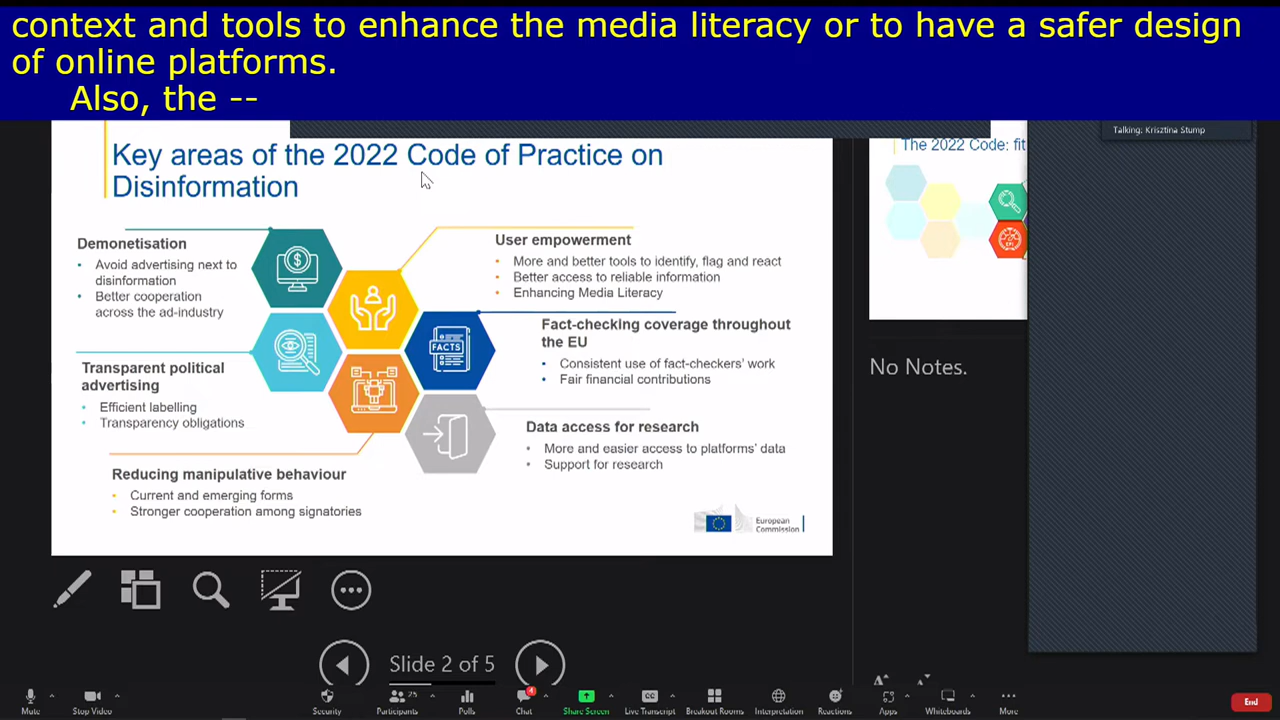 context and tools to enhance the media literacy or to have a safer design
of online platforms.
Also, the --
Talking: Krisztina Stump
Key areas of the 2022 Code of Practice on
Disinformation
The 2022 Code: fit
Demonetisation
• Avoid advertising next to
disinformation
• Better cooperation
across the ad-industry
User empowerment
• More and better tools to identify, flag and react
• Better access to reliable information
• Enhancing Media Literacy
FACTS
Fact-checking coverage throughout
the EU
• Consistent use of fact-checkers' work
• Fair financial contributions
Transparent political
advertising
• Efficient labelling
• Transparency obligations
Data access for research
• More and easier access to platforms' data
• Support for research
Reducing manipulative behaviour
• Current and emerging forms
• Stronger cooperation among signatories
European
Commission
No Notes.
Slide 2 of 5
Mute
Stop Video
Security
Participants
75
Polls
Chat
4
Share Screen
Live Transcript
Breakout Rooms
Interpretation
Reactions
Apps
Whiteboards
More
End